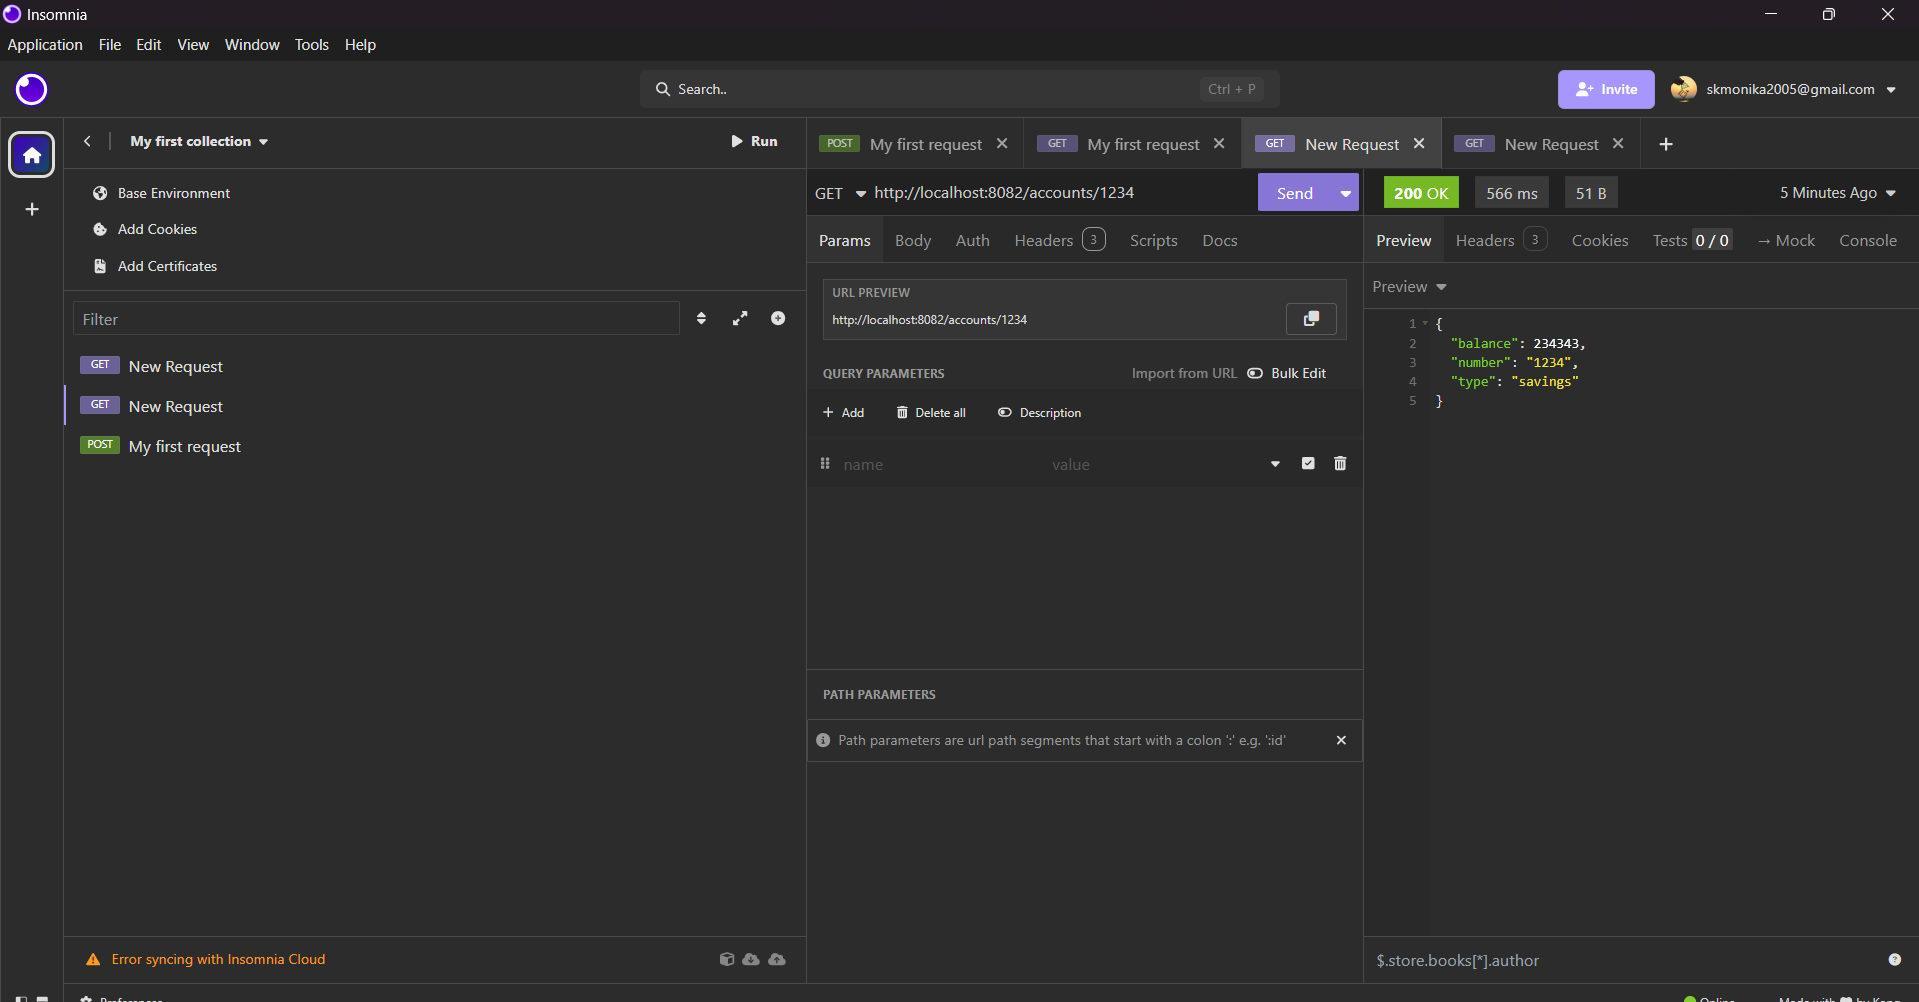 Insomnia
Application File Edit View Window Tools Help
Search.. Ctrl + P
Invite
skmonika2005@gmail.com
My first collection
Run
Base Environment
Add Cookies
Add Certificates
Filter
GET New Request
GET New Request
POST My first request
Error syncing with Insomnia Cloud
Preferences
POST My first request
GET My first request
GET New Request
GET New Request
GET http://localhost:8082/accounts/1234
Send
Params Body Auth Headers 3 Scripts Docs
URL PREVIEW
http://localhost:8082/accounts/1234
QUERY PARAMETERS Import from URL Bulk Edit
Add Delete all Description
name value
PATH PARAMETERS
Path parameters are url path segments that start with a colon ':' e.g. ':id'
200 OK 566 ms 51 B 5 Minutes Ago
Preview Headers 3 Cookies Tests 0 / 0 → Mock Console
Preview
1 {
2 "balance": 234343,
3 "number": "1234",
4 "type": "savings"
5 }
$.store.books[*].author
Online Made with by Kong